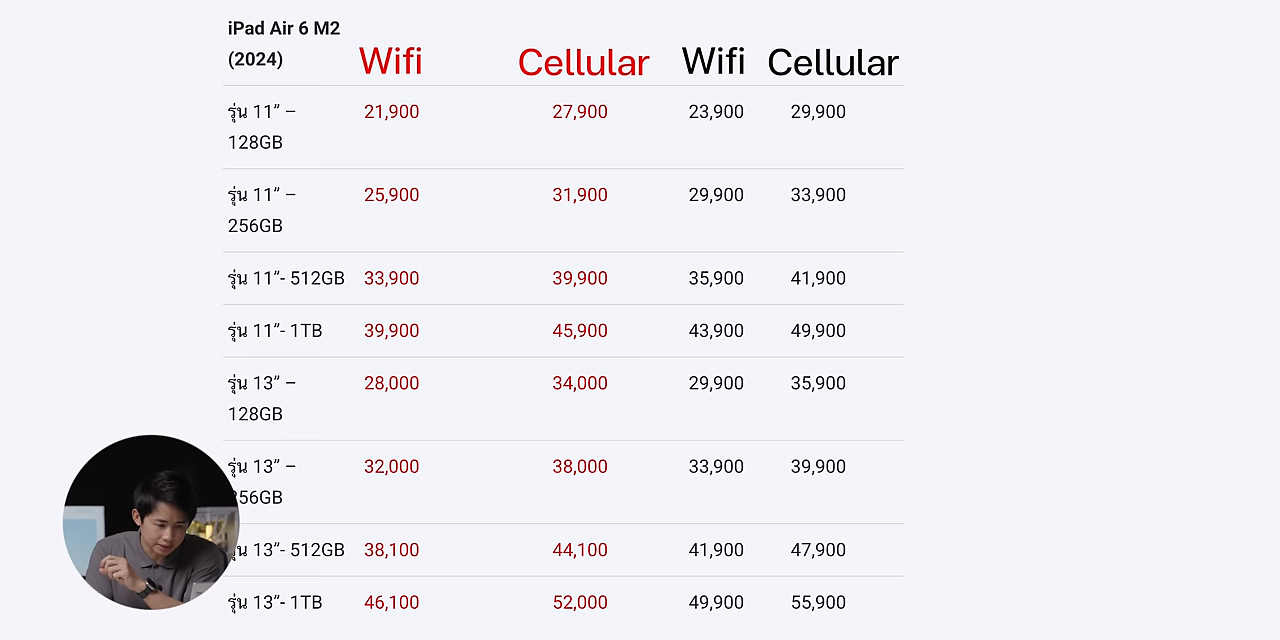 iPad Air 6 M2
(2024) Wifi Cellular Wifi Cellular
รุ่น 11” – 21,900 27,900 23,900 29,900
128GB
รุ่น 11” – 25,900 31,900 29,900 33,900
256GB
รุ่น 11”- 512GB 33,900 39,900 35,900 41,900
รุ่น 11”- 1TB 39,900 45,900 43,900 49,900
รุ่น 13” – 28,000 34,000 29,900 35,900
128GB
รุ่น 13” – 32,000 38,000 33,900 39,900
256GB
รุ่น 13”- 512GB 38,100 44,100 41,900 47,900
รุ่น 13”- 1TB 46,100 52,000 49,900 55,900